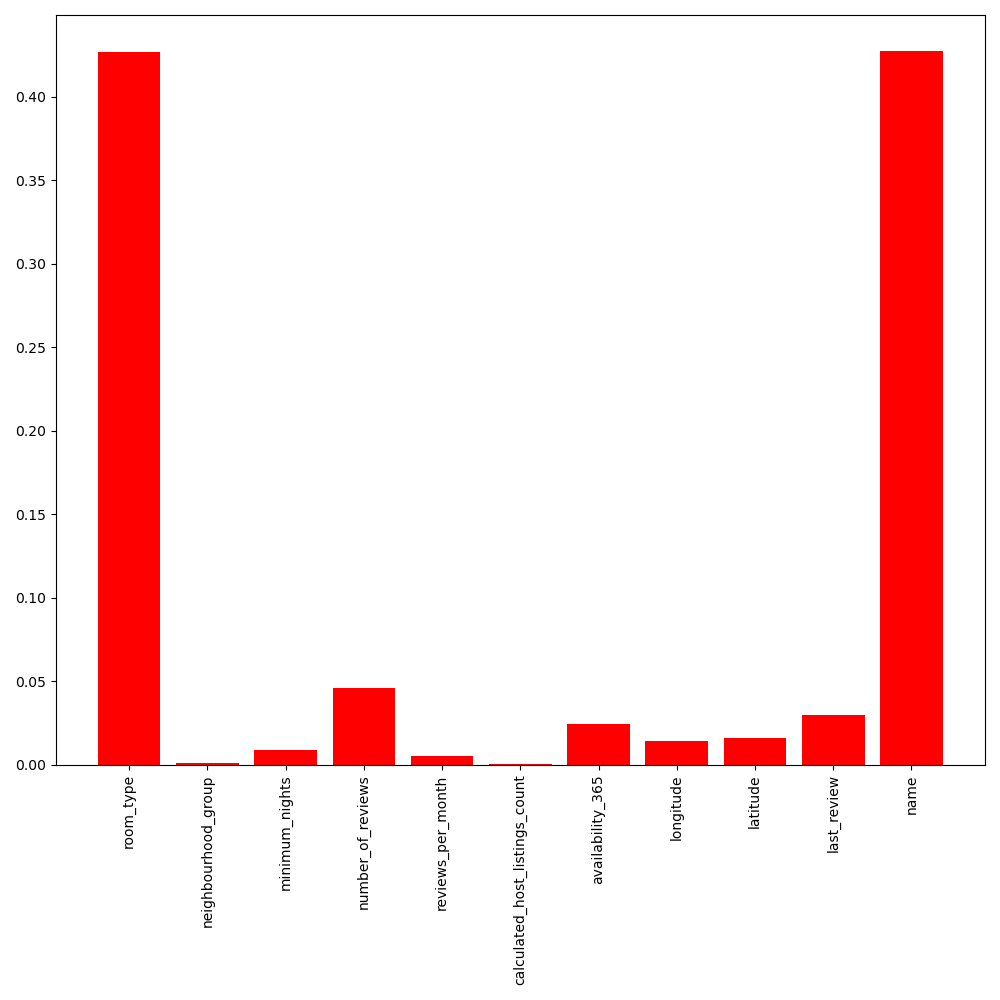 0.40
0.35
0.30
0.25
0.20
0.15
0.10
0.05
0.00
room_type
neighbourhood_group
minimum_nights
number_of_reviews
reviews_per_month
calculated_host_listings_count
availability_365
longitude
latitude
last_review
name